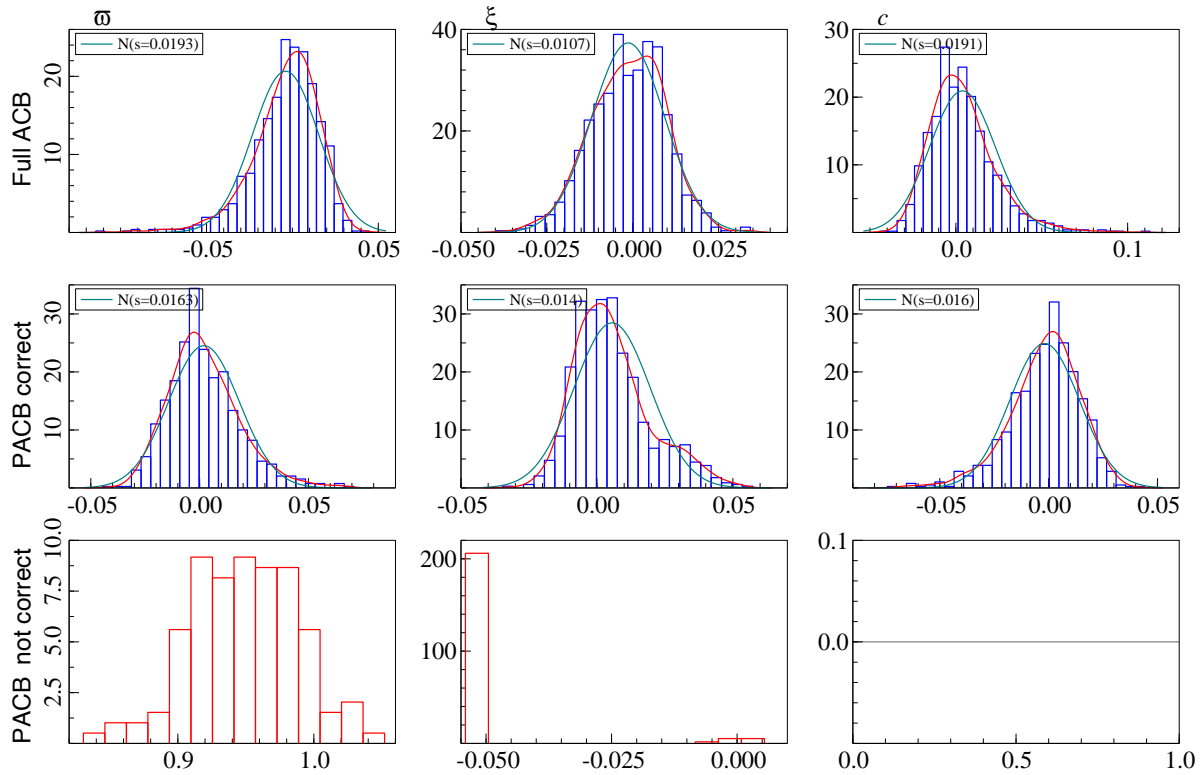 ϖ ξ c
Full ACB
N(s=0.0193)
20
10
-0.05 0.05
N(s=0.0107)
40
20
-0.050 -0.025 0.000 0.025
N(s=0.0191)
30
20
10
0.0 0.1
PACB correct
N(s=0.0163)
30
20
10
-0.05 0.00 0.05
N(s=0.014)
30
20
10
-0.05 0.00 0.05
N(s=0.016)
30
20
10
-0.05 0.00 0.05
PACB not correct
10.0
7.5
5.0
2.5
0.9 1.0
200
100
-0.050 -0.025 0.000
0.1
0.0
0.0 0.5 1.0